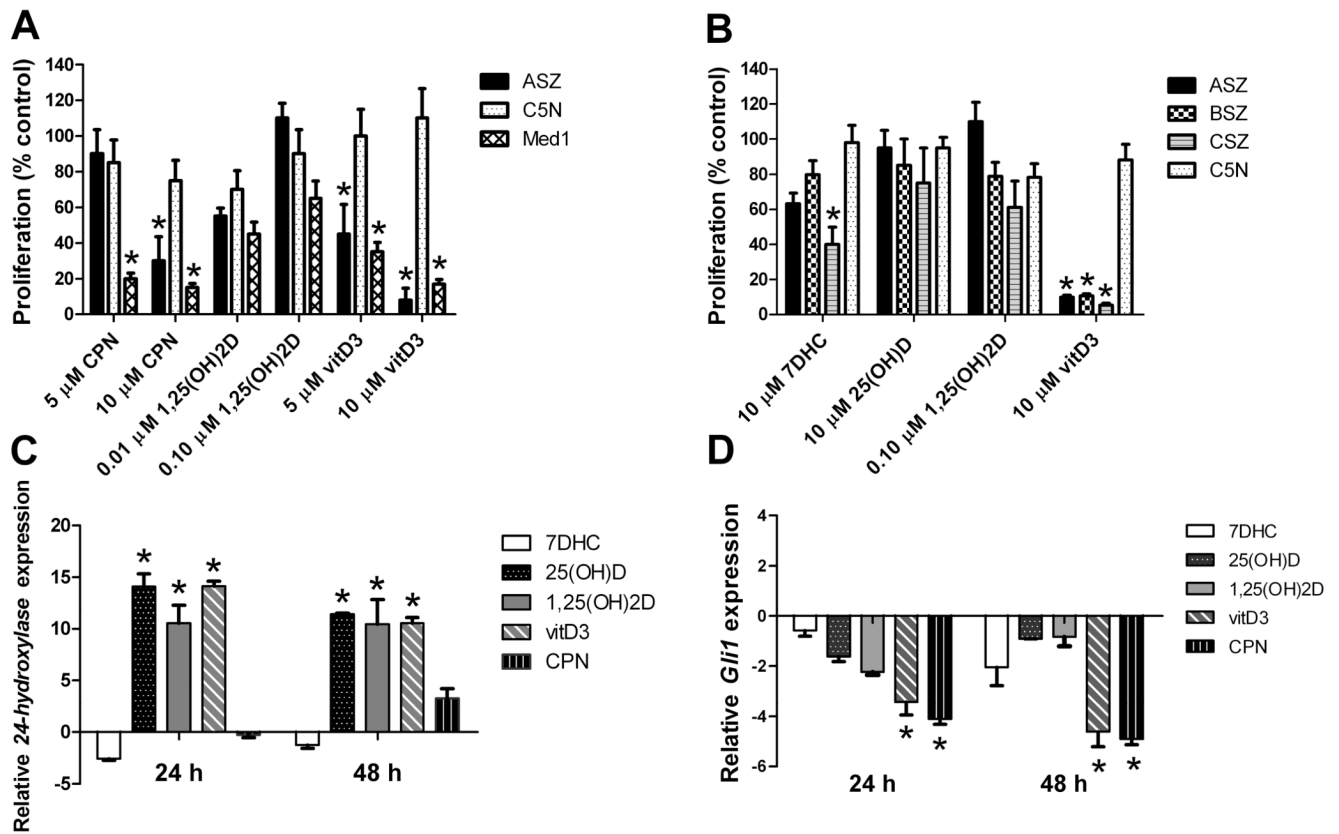 A
Proliferation (% control)
140
120
100
80
60
40
20
0
* * * * * * *
5 μM CPN
10 μM CPN
0.01 μM 1,25(OH)2D
0.10 μM 1,25(OH)2D
5 μM vitD3
10 μM vitD3
ASZ
C5N
Med1
B
Proliferation (% control)
140
120
100
80
60
40
20
0
* * * *
10 μM 7DHC
10 μM 25(OH)D
0.10 μM 1,25(OH)2D
10 μM vitD3
ASZ
BSZ
CSZ
C5N
C
Relative 24-hydroxylase expression
20
15
10
5
0
-5
* * * * * *
24 h
48 h
7DHC
25(OH)D
1,25(OH)2D
vitD3
CPN
D
Relative Gli1 expression
4
2
0
-2
-4
-6
* * * *
24 h
48 h
7DHC
25(OH)D
1,25(OH)2D
vitD3
CPN